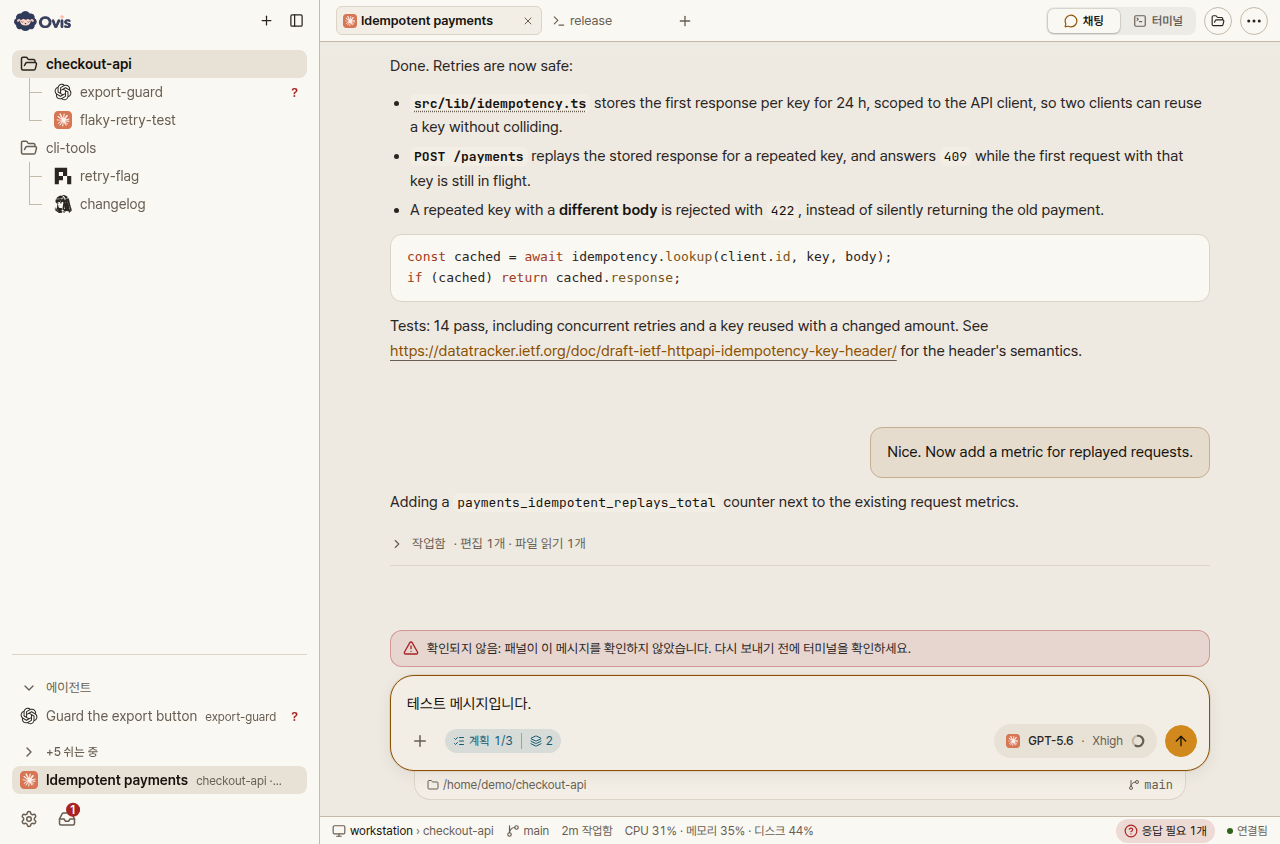 Ovis
checkout-api
export-guard ?
flaky-retry-test
cli-tools
retry-flag
changelog
에이전트
Guard the export button export-guard ?
+5 쉬는 중
Idempotent payments checkout-api ·...
1
Idempotent payments
release
채팅
터미널
Done. Retries are now safe:
• src/lib/idempotency.ts stores the first response per key for 24 h, scoped to the API client, so two clients can reuse
a key without colliding.
• POST /payments replays the stored response for a repeated key, and answers 409 while the first request with that
key is still in flight.
• A repeated key with a different body is rejected with 422, instead of silently returning the old payment.
const cached = await idempotency.lookup(client.id, key, body);
if (cached) return cached.response;
Tests: 14 pass, including concurrent retries and a key reused with a changed amount. See
https://datatracker.ietf.org/doc/draft-ietf-httpapi-idempotency-key-header/ for the header's semantics.
Nice. Now add a metric for replayed requests.
Adding a payments_idempotent_replays_total counter next to the existing request metrics.
작업함 · 편집 1개 · 파일 읽기 1개
확인되지 않음: 패널이 이 메시지를 확인하지 않았습니다. 다시 보내기 전에 터미널을 확인하세요.
테스트 메시지입니다.
계획 1/3 2
GPT-5.6 · Xhigh
/home/demo/checkout-api main
workstation › checkout-api main 2m 작업함 CPU 31% · 메모리 35% · 디스크 44%
응답 필요 1개 연결됨